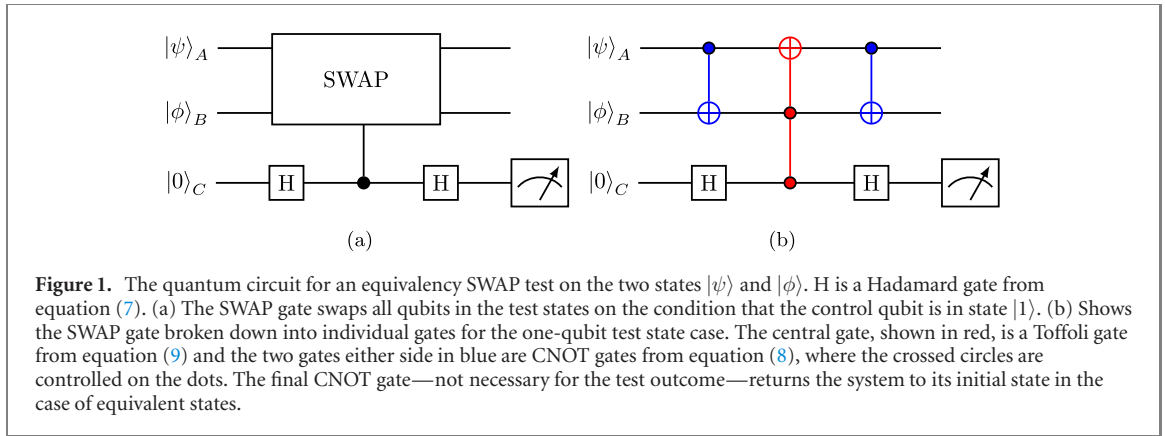 |ψ⟩A
|ϕ⟩B
|0⟩C
SWAP
H
H
(a)
|ψ⟩A
|ϕ⟩B
|0⟩C
H
H
(b)
Figure 1. The quantum circuit for an equivalency SWAP test on the two states |ψ⟩ and |ϕ⟩. H is a Hadamard gate from
equation (7). (a) The SWAP gate swaps all qubits in the test states on the condition that the control qubit is in state |1⟩. (b) Shows
the SWAP gate broken down into individual gates for the one-qubit test state case. The central gate, shown in red, is a Toffoli gate
from equation (9) and the two gates either side in blue are CNOT gates from equation (8), where the crossed circles are
controlled on the dots. The final CNOT gate—not necessary for the test outcome—returns the system to its initial state in the
case of equivalent states.